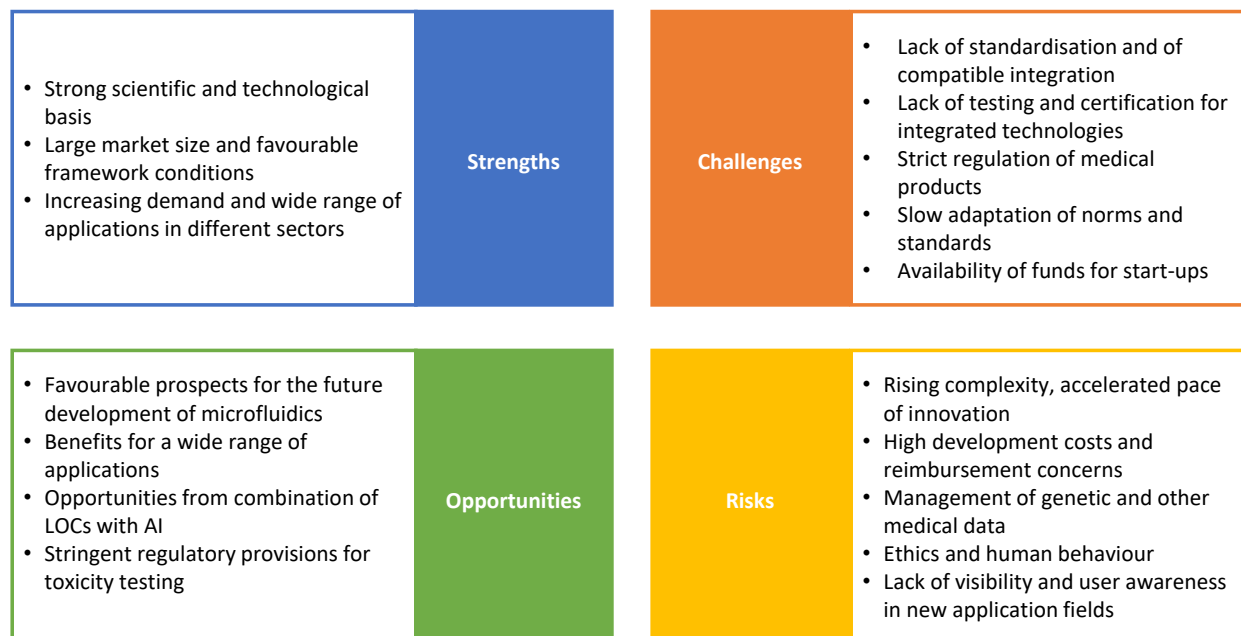 • Strong scientific and technological
basis
• Large market size and favourable
framework conditions
• Increasing demand and wide range of
applications in different sectors
Strengths
Challenges
• Lack of standardisation and of
compatible integration
• Lack of testing and certification for
integrated technologies
• Strict regulation of medical
products
• Slow adaptation of norms and
standards
• Availability of funds for start-ups
• Favourable prospects for the future
development of microfluidics
• Benefits for a wide range of
applications
• Opportunities from combination of
LOCs with AI
• Stringent regulatory provisions for
toxicity testing
Opportunities
Risks
• Rising complexity, accelerated pace
of innovation
• High development costs and
reimbursement concerns
• Management of genetic and other
medical data
• Ethics and human behaviour
• Lack of visibility and user awareness
in new application fields